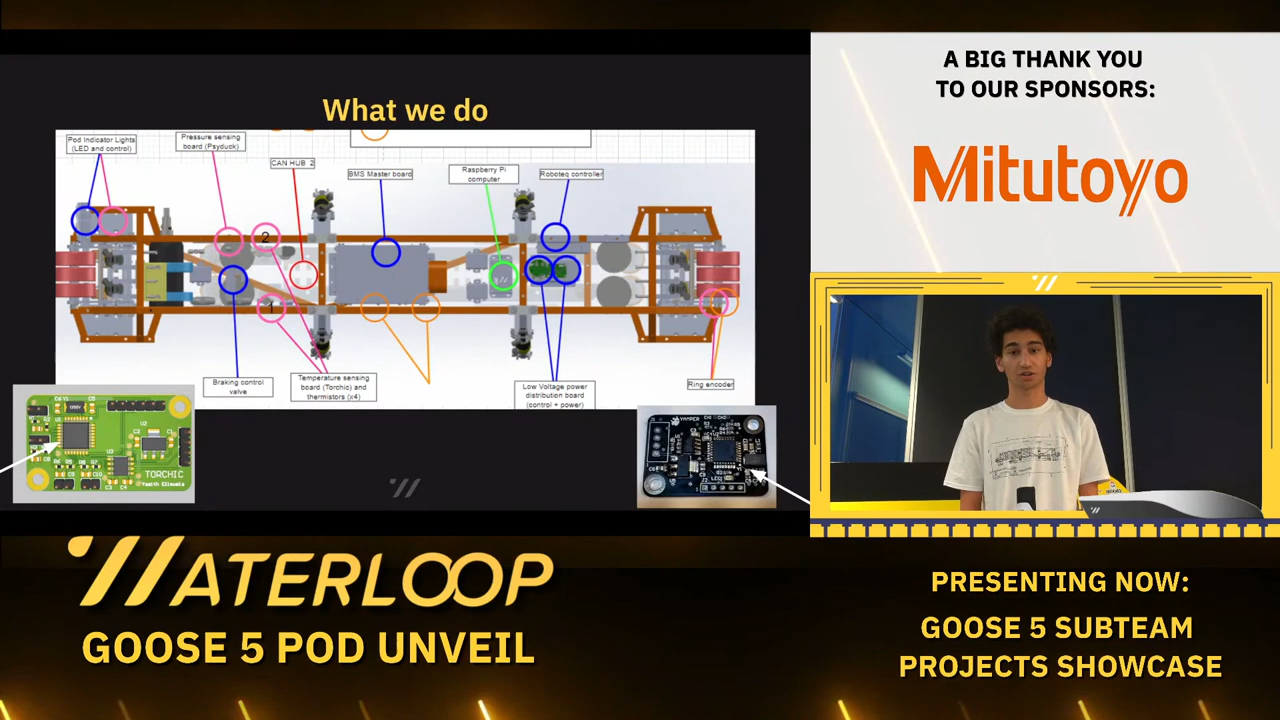 What we do
Pod Indicator Lights
(LED and control)
Pressure sensing
board (Psyduck)
CAN HUB 2
BMS Master board
Raspberry Pi
computer
Roboteq controller
2
1
Braking control
valve
Temperature sensing
board (Torchic) and
thermistors (x4)
Low Voltage power
distribution board
(control + power)
Ring encoder
TORCHIC
YAMPER
A BIG THANK YOU
TO OUR SPONSORS:
Mitutoyo
WATERLOOP
GOOSE 5 POD UNVEIL
PRESENTING NOW:
GOOSE 5 SUBTEAM
PROJECTS SHOWCASE